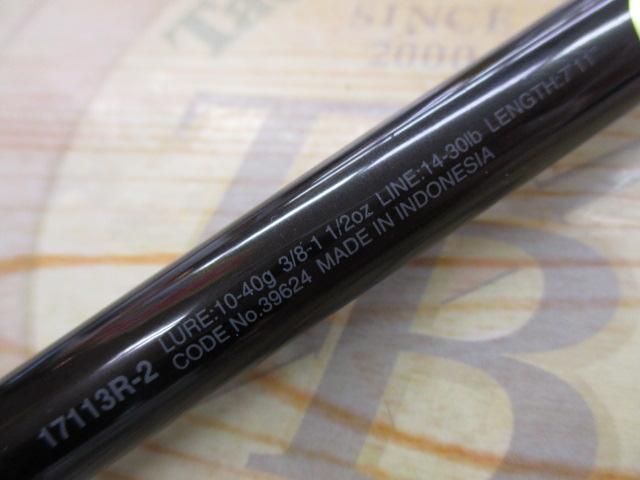 SINCE
2000
17113R-2
LURE:10-40g 3/8-1 1/2oz LINE:14-30lb LENGTH:7'11"
CODE No.39624 MADE IN INDONESIA